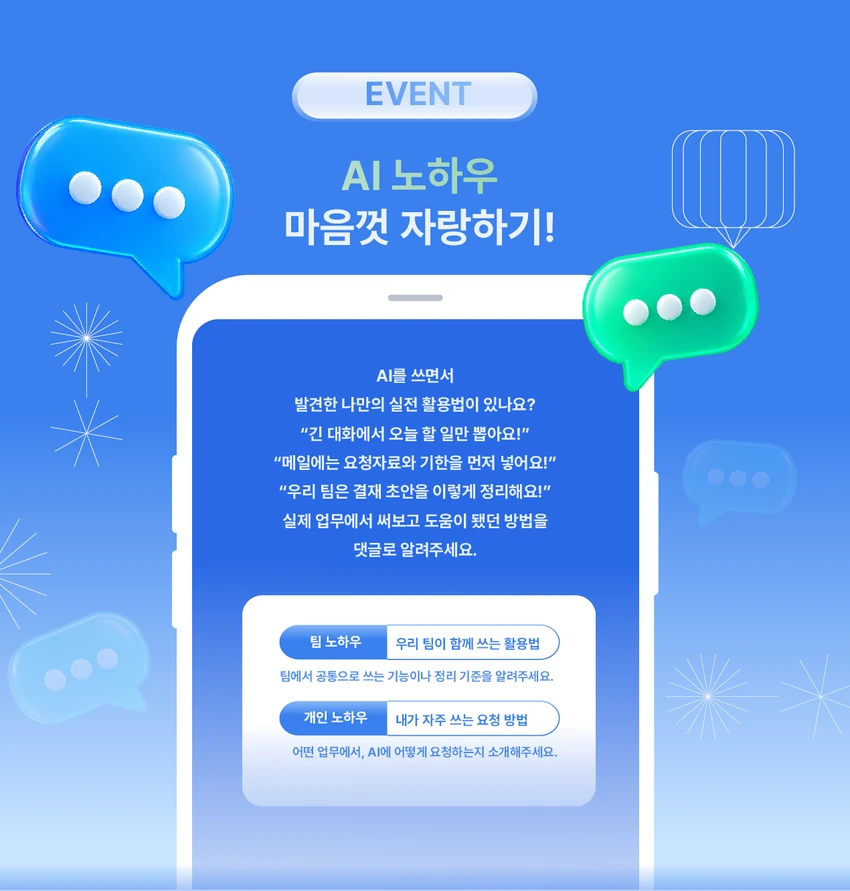 EVENT
AI 노하우
마음껏 자랑하기!
AI를 쓰면서
발견한 나만의 실전 활용법이 있나요?
“긴 대화에서 오늘 할 일만 뽑아요!”
“메일에는 요청자료와 기한을 먼저 넣어요!”
“우리 팀은 결재 초안을 이렇게 정리해요!”
실제 업무에서 써보고 도움이 됐던 방법을
댓글로 알려주세요.
팀 노하우 우리 팀이 함께 쓰는 활용법
팀에서 공통으로 쓰는 기능이나 정리 기준을 알려주세요.
개인 노하우 내가 자주 쓰는 요청 방법
어떤 업무에서, AI에 어떻게 요청하는지 소개해주세요.